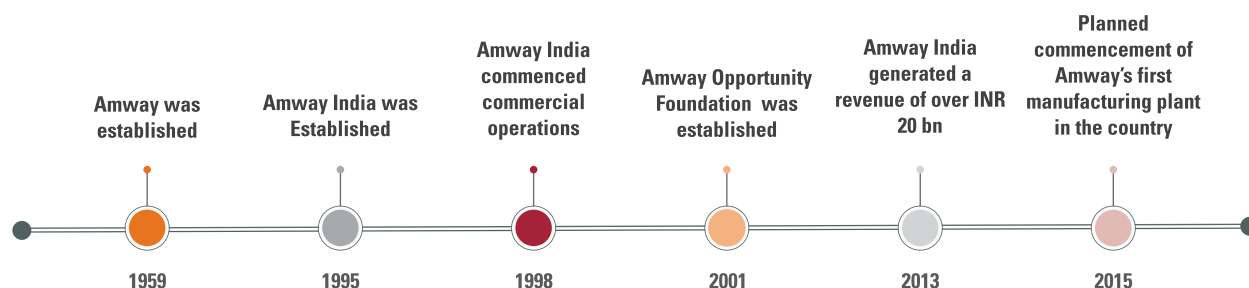 Amway was
established
Amway India was
Established
Amway India
commenced
commercial
operations
Amway Opportunity
Foundation  was
established
Amway India
generated a
revenue of over INR
20 bn
Planned
commencement of
Amway’s first
manufacturing plant
in the country
1959
1995
1998
2001
2013
2015